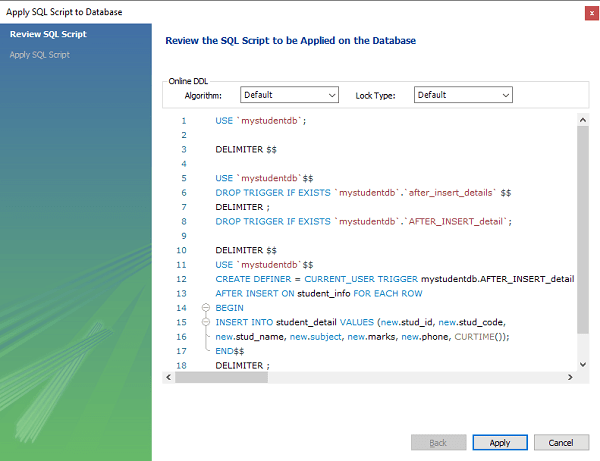 Apply SQL Script to Database
x
Review SQL Script
Apply SQL Script
Review the SQL Script to be Applied on the Database
Online DDL
Algorithm: Default Lock Type: Default
1 USE `mystudentdb`;
2
3 DELIMITER $$
4
5 USE `mystudentdb`$$
6 DROP TRIGGER IF EXISTS `mystudentdb`.`after_insert_details` $$
7 DELIMITER ;
8 DROP TRIGGER IF EXISTS `mystudentdb`.`AFTER_INSERT_detail`;
9
10 DELIMITER $$
11 USE `mystudentdb`$$
12 CREATE DEFINER = CURRENT_USER TRIGGER mystudentdb.AFTER_INSERT_detail
13 AFTER INSERT ON student_info FOR EACH ROW
14 BEGIN
15 INSERT INTO student_detail VALUES (new.stud_id, new.stud_code,
16 new.stud_name, new.subject, new.marks, new.phone, CURTIME());
17 END$$
18 DELIMITER ;
Back Apply Cancel